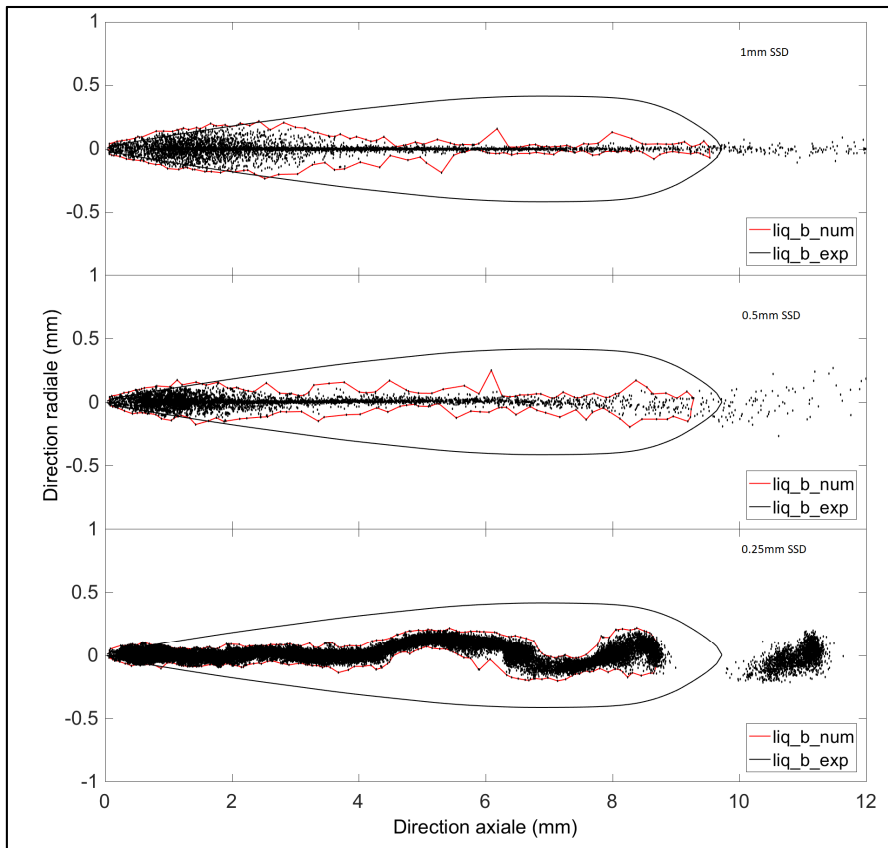 1
1mm SSD
0.5
0
-0.5
liq_b_num
liq_b_exp
1
0.5mm SSD
0.5
0
-0.5
liq_b_num
liq_b_exp
1
0.25mm SSD
0.5
0
-0.5
liq_b_num
liq_b_exp
-1
0 2 4 6 8 10 12
Direction axiale (mm)
Direction radiale (mm)